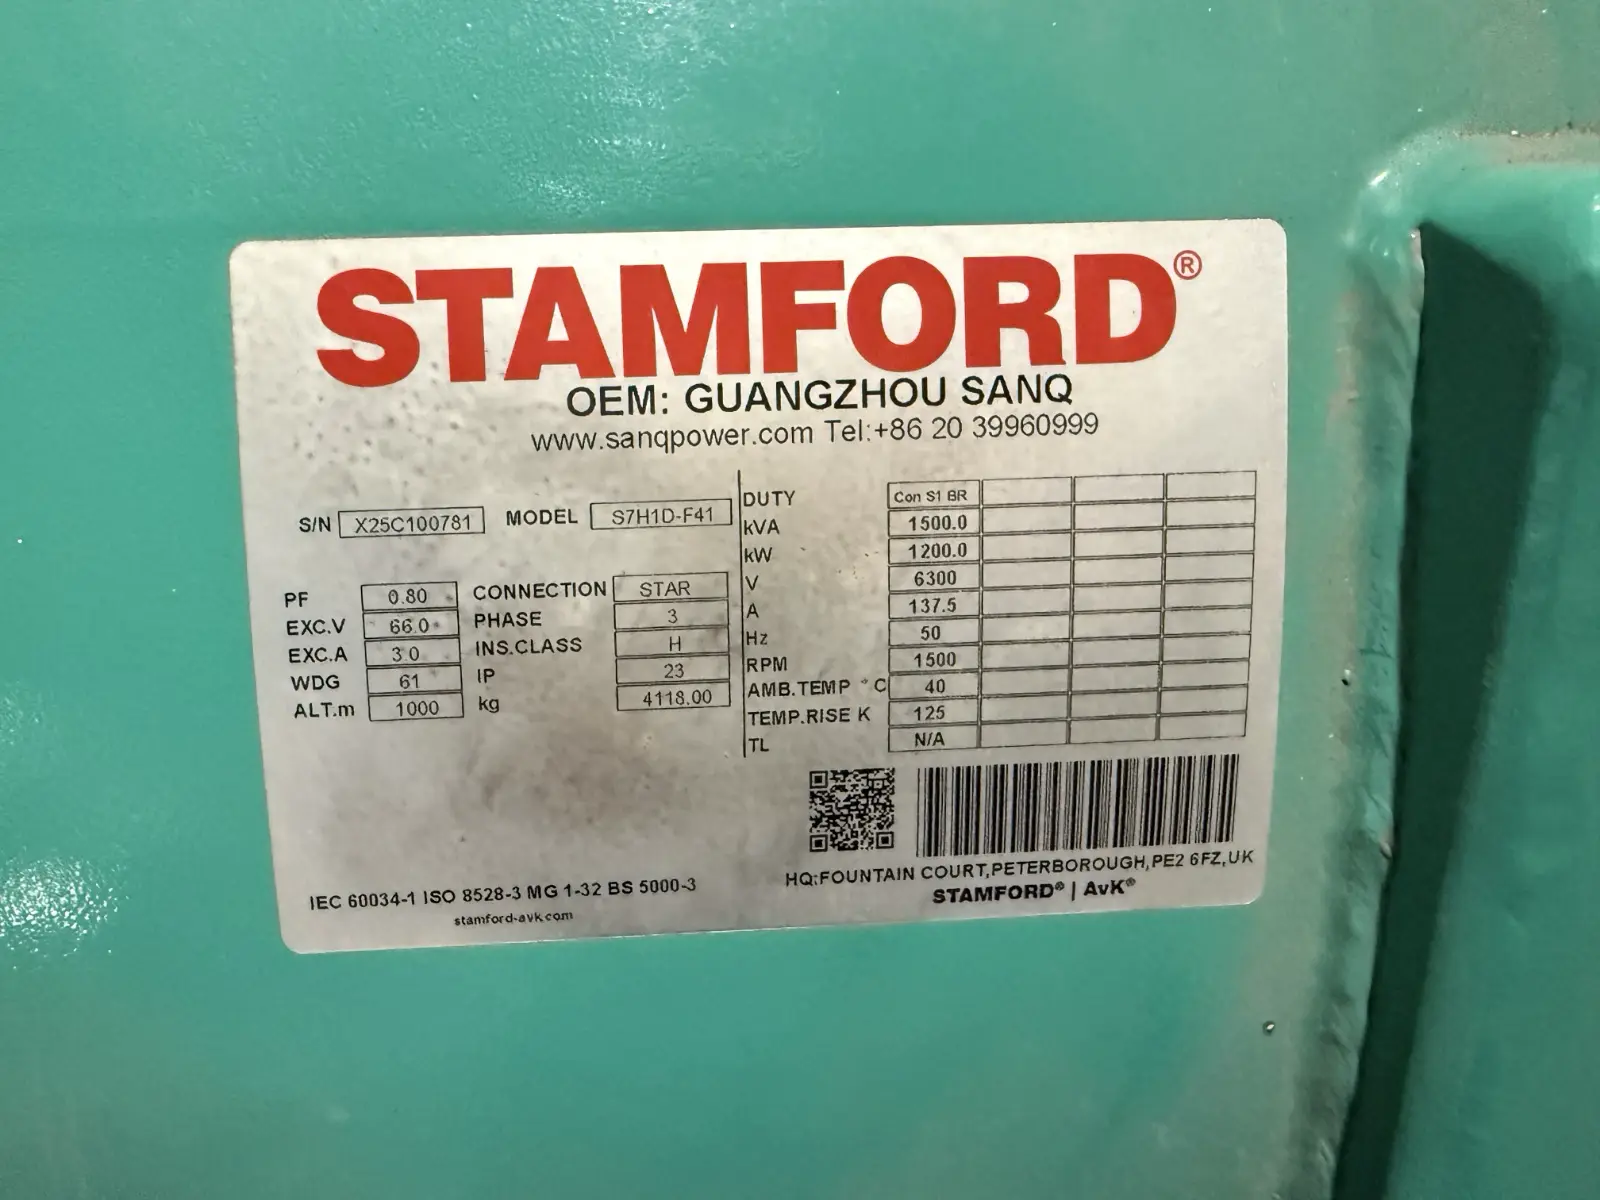 STAMFORD®
OEM: GUANGZHOU SANQ
www.sanqpower.com Tel:+86 20 39960999
S/N X25C100781 MODEL S7H1D-F41
PF 0.80 CONNECTION STAR
EXC.V 66.0 PHASE 3
EXC.A 3.0 INS.CLASS H
WDG 61 IP 23
ALT.m 1000 kg 4118.00
DUTY Con S1 BR
kVA 1500.0
kW 1200.0
V 6300
A 137.5
Hz 50
RPM 1500
AMB.TEMP °C 40
TEMP.RISE K 125
TL N/A
IEC 60034-1 ISO 8528-3 MG 1-32 BS 5000-3
stamford-avk.com
HQ:FOUNTAIN COURT,PETERBOROUGH,PE2 6FZ,UK
STAMFORD® | AvK®